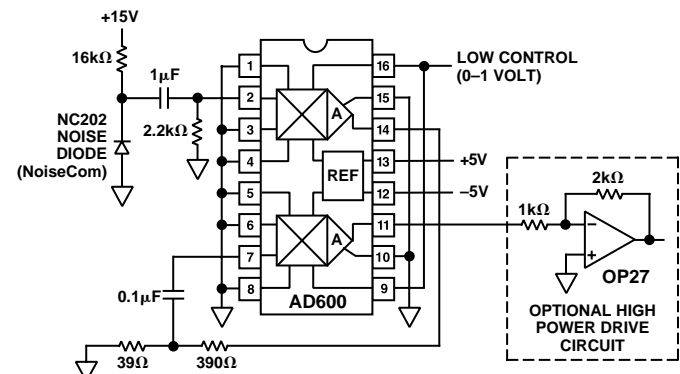 +15V
16kΩ
1µF
NC202
NOISE
DIODE
(NoiseCom)
2.2kΩ
1
2
3
4
5
6
7
8
16
15
14
13
12
11
10
9
A
REF
A
AD600
LOW CONTROL
(0–1 VOLT)
+5V
–5V
0.1µF
39Ω
390Ω
1kΩ
2kΩ
–
+
OP27
OPTIONAL HIGH
POWER DRIVE
CIRCUIT